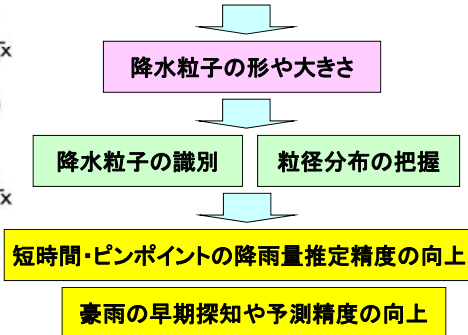 x
降水粒子の形や大きさ
降水粒子の識別
粒径分布の把握
x
短時間・ピンポイントの降雨量推定精度の向上
豪雨の早期探知や予測精度の向上